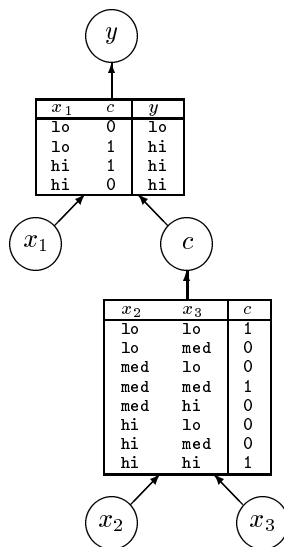 y
x1 c y
lo 0 lo
lo 1 hi
hi 1 hi
hi 0 hi
x1 c
x2 x3 c
lo lo 1
lo med 0
med lo 0
med med 1
med hi 0
hi lo 0
hi med 0
hi hi 1
x2 x3